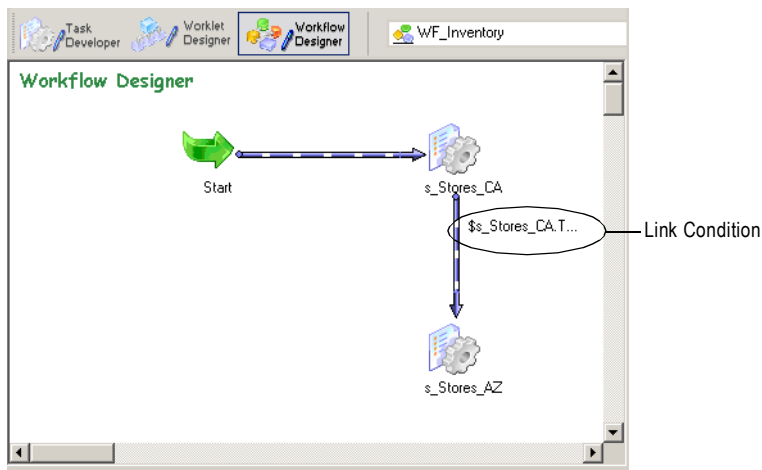 Task
Developer
Worklet
Designer
Workflow
Designer
WF_Inventory
Workflow Designer
Start
s_Stores_CA
$s_Stores_CA.T...
Link Condition
s_Stores_AZ